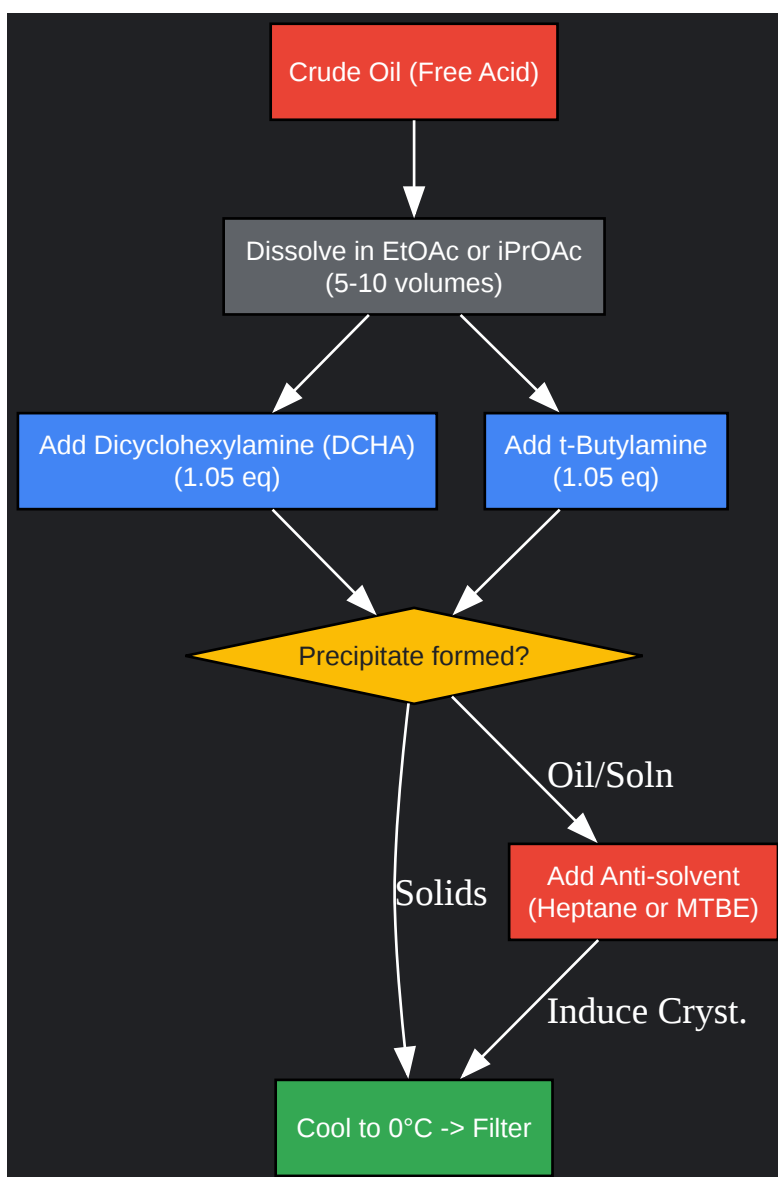 Crude Oil (Free Acid)
Dissolve in EtOAc or iPrOAc
(5-10 volumes)
Add Dicyclohexylamine (DCHA)
(1.05 eq)
Add t-Butylamine
(1.05 eq)
Precipitate formed?
Oil/Soln
Solids
Add Anti-solvent
(Heptane or MTBE)
Induce Cryst.
Cool to 0°C -> Filter